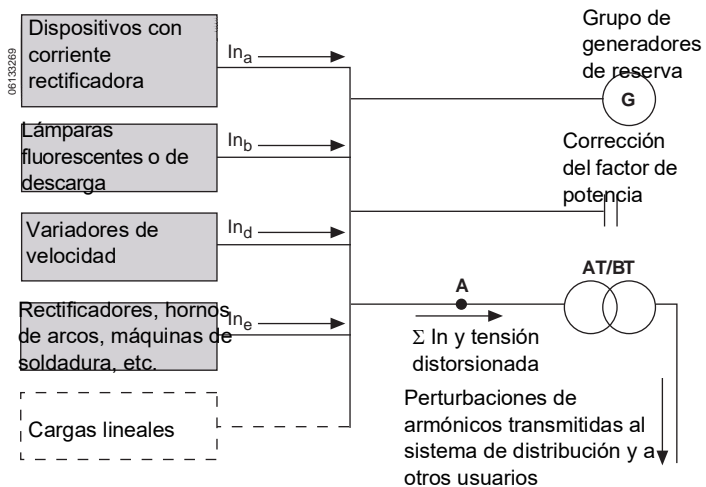 06133269
Dispositivos con
corriente
rectificadora
In_a
Lámparas
fluorescentes o de
descarga
In_b
Variadores de
velocidad
In_d
Rectificadores, hornos
de arcos, máquinas de
soldadura, etc.
In_e
Cargas lineales
Grupo de
generadores
de reserva
G
Corrección
del factor de
potencia
AT/BT
A
Σ In y tensión
distorsionada
Perturbaciones de
armónicos transmitidas al
sistema de distribución y a
otros usuarios